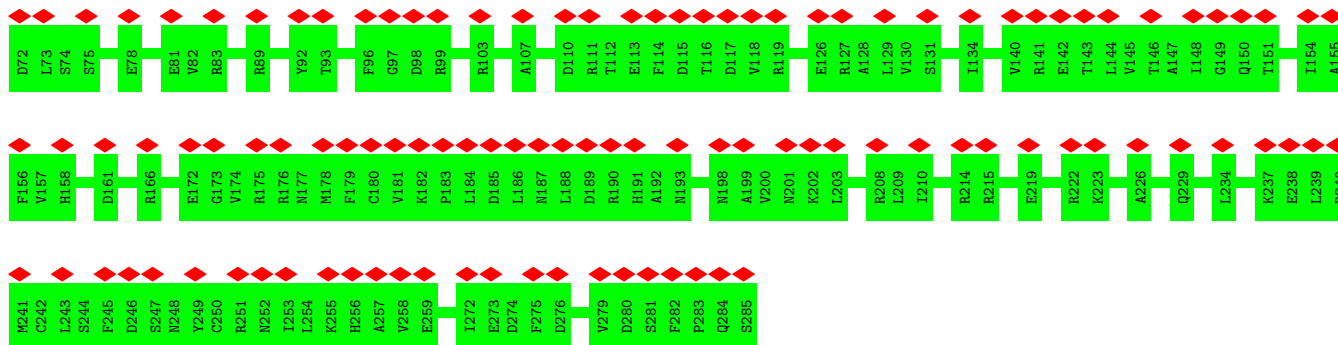 D72 L73 S74 S75 E78 E81 V82 R83 R89 Y92 T93 F96 G97 D98 R99 R103 A107 D110 R111 T112 E113 F114 D115 T116 D117 V118 R119 E126 R127 A128 L129 V130 S131 I134 V140 R141 E142 T143 L144 V145 T146 A147 I148 G149 Q150 T151 I154 A155
F156 V157 H158 D161 R166 E172 G173 V174 R175 R176 N177 M178 F179 C180 V181 K182 P183 L184 D185 L186 N187 L188 D189 R190 H191 A192 N193 N198 A199 V200 N201 K202 L203 R208 L209 I210 R214 R215 E219 R222 K223 A226 Q229 L234 K237 E238 L239
M241 C242 L243 S244 F245 D246 S247 N248 Y249 C250 R251 N252 I253 L254 K255 H256 A257 V258 E259 I272 E273 D274 F275 D276 V279 D280 S281 F282 P283 Q284 S285